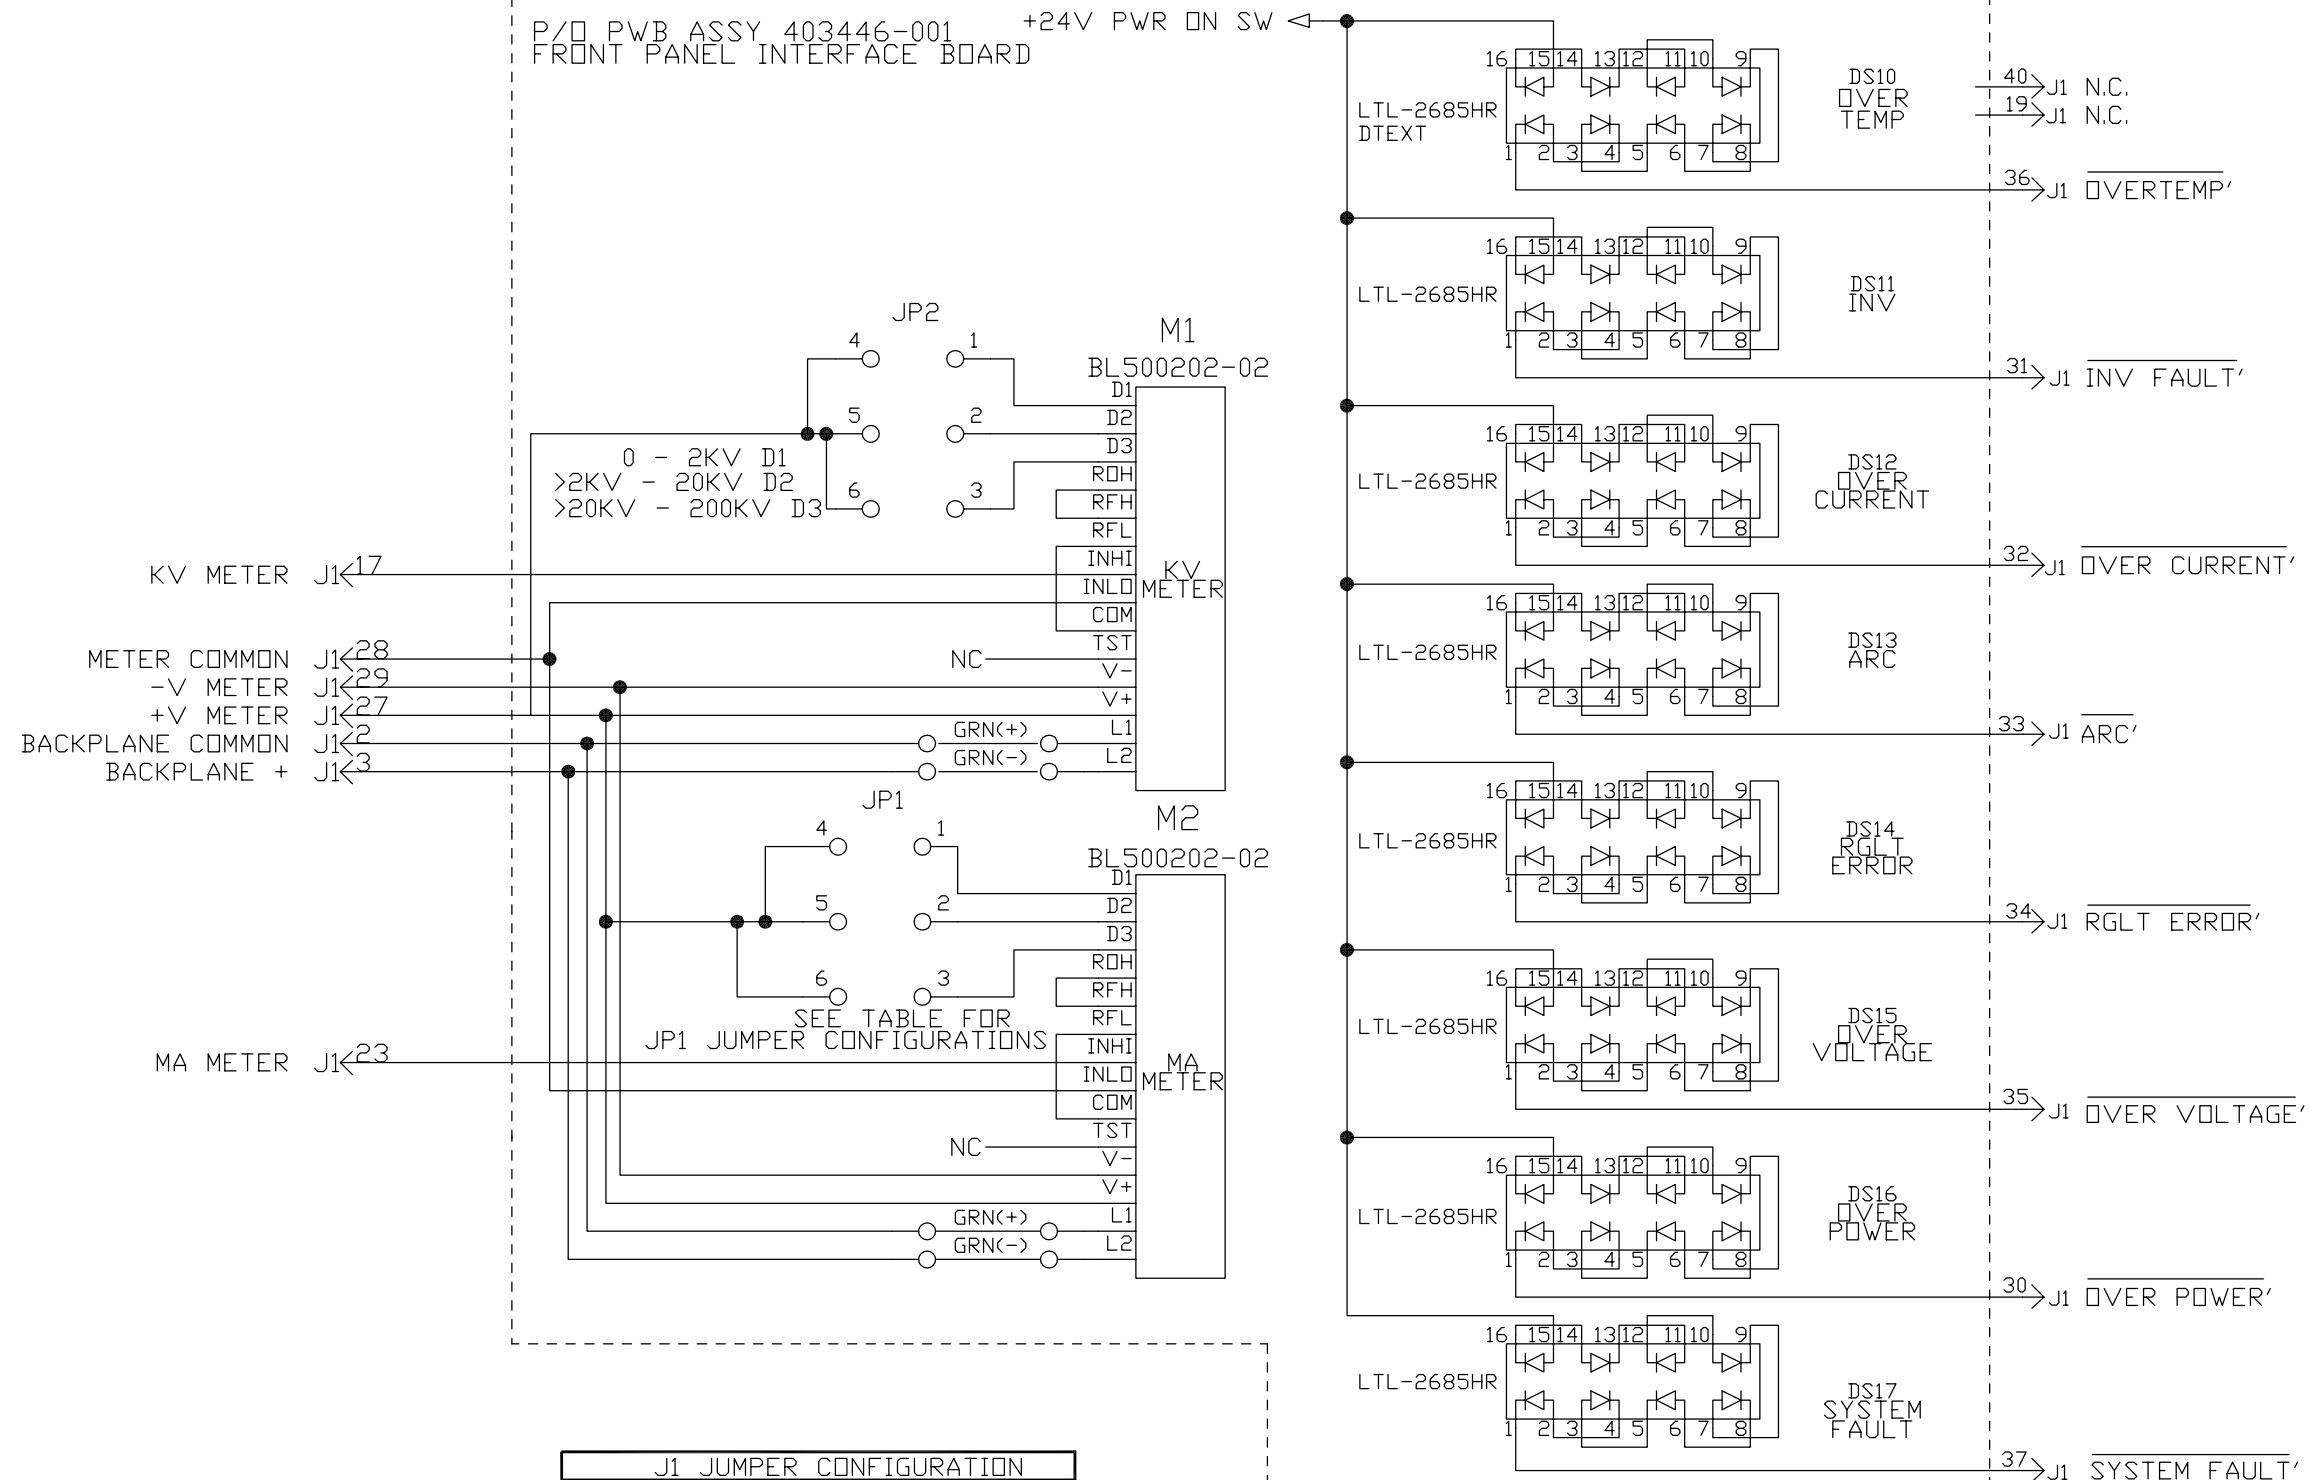 P/O PWB ASSY 403446-001
FRONT PANEL INTERFACE BOARD
+24V PWR ON SW
JP2
4 1
5 2
6 3
0 - 2KV D1
>2KV - 20KV D2
>20KV - 200KV D3
M1
BL500202-02
D1
D2
D3
ROH
RFH
RFL
INHI
INLO
COM
TST
V-
V+
L1
L2
KV
METER
NC
GRN(+)
GRN(-)
KV METER J1 17
METER COMMON J1 28
-V METER J1 29
+V METER J1 27
BACKPLANE COMMON J1 2
BACKPLANE + J1 3
JP1
4 1
5 2
6 3
SEE TABLE FOR
JP1 JUMPER CONFIGURATIONS
M2
BL500202-02
D1
D2
D3
ROH
RFH
RFL
INHI
INLO
COM
TST
V-
V+
L1
L2
MA
METER
NC
GRN(+)
GRN(-)
MA METER J1 23
J1 JUMPER CONFIGURATION
16 15 14 13 12 11 10 9
LTL-2685HR
DTEXT
1 2 3 4 5 6 7 8
DS10
OVER
TEMP
40 J1 N.C.
19 J1 N.C.
36 J1 OVERTEMP'
16 15 14 13 12 11 10 9
LTL-2685HR
1 2 3 4 5 6 7 8
DS11
INV
31 J1 INV FAULT'
16 15 14 13 12 11 10 9
LTL-2685HR
1 2 3 4 5 6 7 8
DS12
OVER
CURRENT
32 J1 OVER CURRENT'
16 15 14 13 12 11 10 9
LTL-2685HR
1 2 3 4 5 6 7 8
DS13
ARC
33 J1 ARC'
16 15 14 13 12 11 10 9
LTL-2685HR
1 2 3 4 5 6 7 8
DS14
RGLT
ERROR
34 J1 RGLT ERROR'
16 15 14 13 12 11 10 9
LTL-2685HR
1 2 3 4 5 6 7 8
DS15
OVER
VOLTAGE
35 J1 OVER VOLTAGE'
16 15 14 13 12 11 10 9
LTL-2685HR
1 2 3 4 5 6 7 8
DS16
OVER
POWER
30 J1 OVER POWER'
16 15 14 13 12 11 10 9
LTL-2685HR
1 2 3 4 5 6 7 8
DS17
SYSTEM
FAULT
37 J1 SYSTEM FAULT'